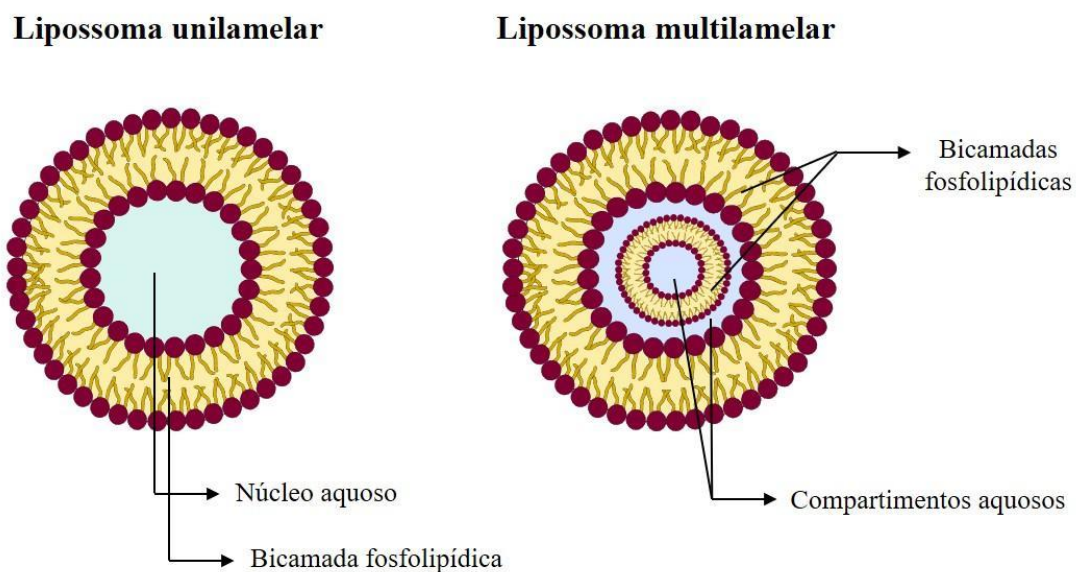 Lipossoma unilamelar
Lipossoma multilamelar
Bicamadas
fosfolipídicas
Núcleo aquoso
Compartimentos aquosos
Bicamada fosfolipídica